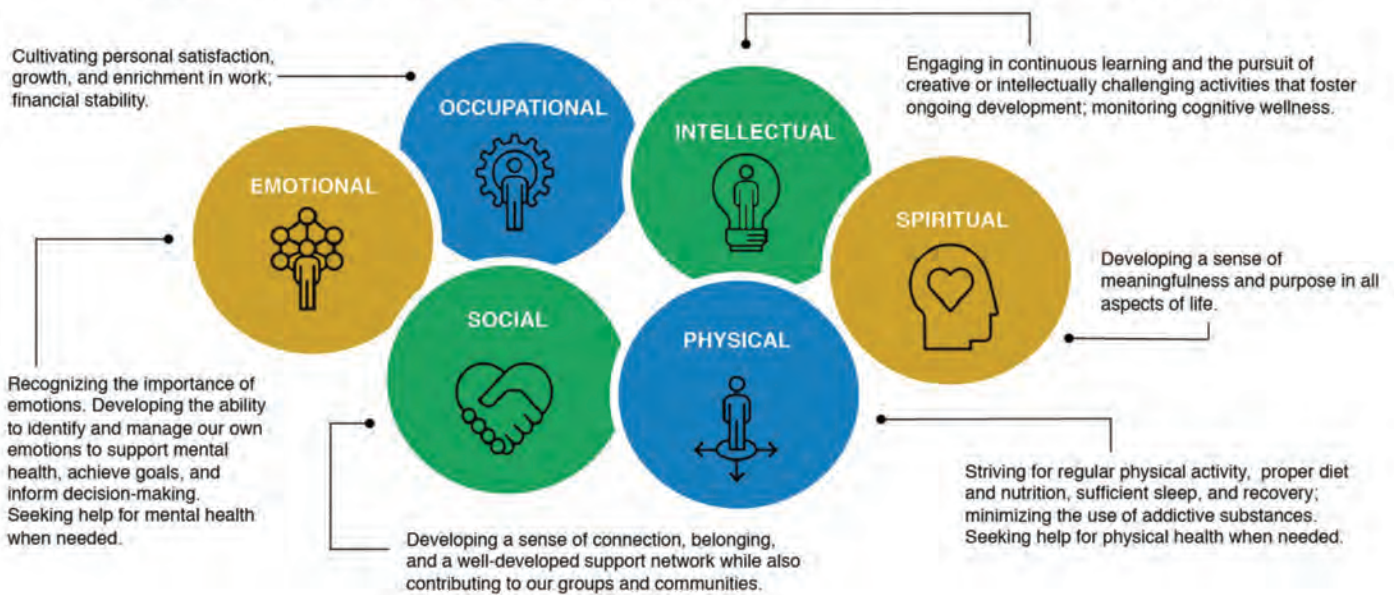 Cultivating personal satisfaction,
growth, and enrichment in work;
financial stability.
OCCUPATIONAL
INTELLECTUAL
Engaging in continuous learning and the pursuit of
creative or intellectually challenging activities that foster
ongoing development; monitoring cognitive wellness.
EMOTIONAL
SPIRITUAL
Developing a sense of
meaningfulness and purpose in all
aspects of life.
SOCIAL
PHYSICAL
Recognizing the importance of
emotions. Developing the ability
to identify and manage our own
emotions to support mental
health, achieve goals, and
inform decision-making.
Seeking help for mental health
when needed.
Striving for regular physical activity, proper diet
and nutrition, sufficient sleep, and recovery;
minimizing the use of addictive substances.
Seeking help for physical health when needed.
Developing a sense of connection, belonging,
and a well-developed support network while also
contributing to our groups and communities.